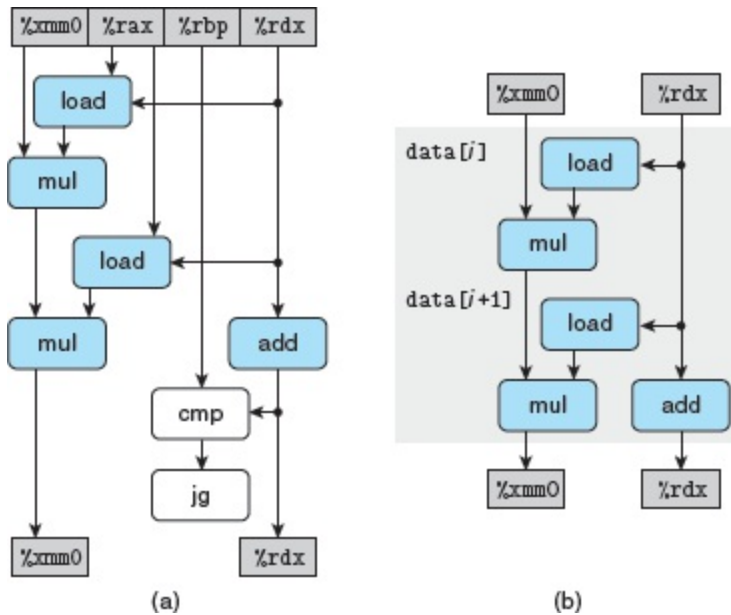 %xmm0 %rax %rbp %rdx
load
mul
load
mul
add
cmp
jg
%xmm0 %rdx
(a)
%xmm0 %rdx
data[i]
load
mul
data[i+1]
load
mul
add
%xmm0 %rdx
(b)